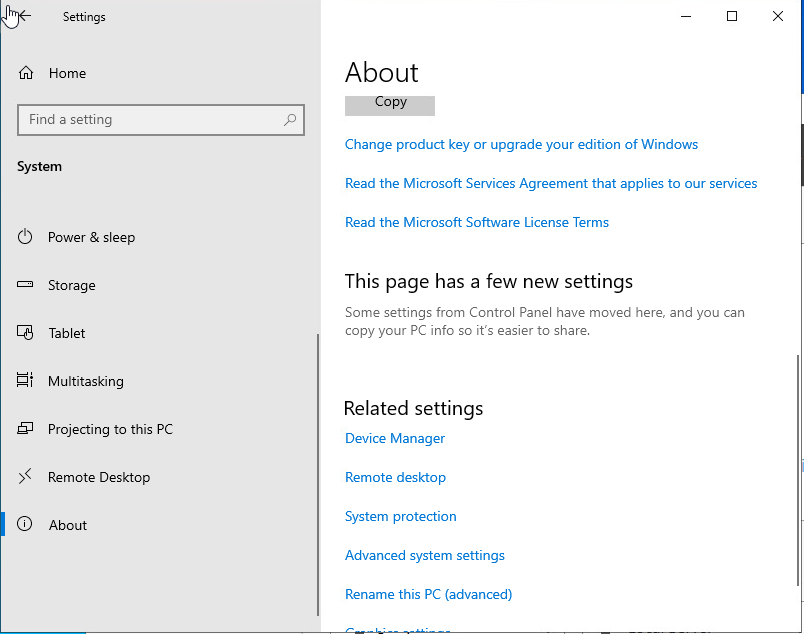 Settings
Home
Find a setting
System
Power & sleep
Storage
Tablet
Multitasking
Projecting to this PC
Remote Desktop
About
About
Copy
Change product key or upgrade your edition of Windows
Read the Microsoft Services Agreement that applies to our services
Read the Microsoft Software License Terms
This page has a few new settings
Some settings from Control Panel have moved here, and you can
copy your PC info so it's easier to share.
Related settings
Device Manager
Remote desktop
System protection
Advanced system settings
Rename this PC (advanced)
Graphics settings